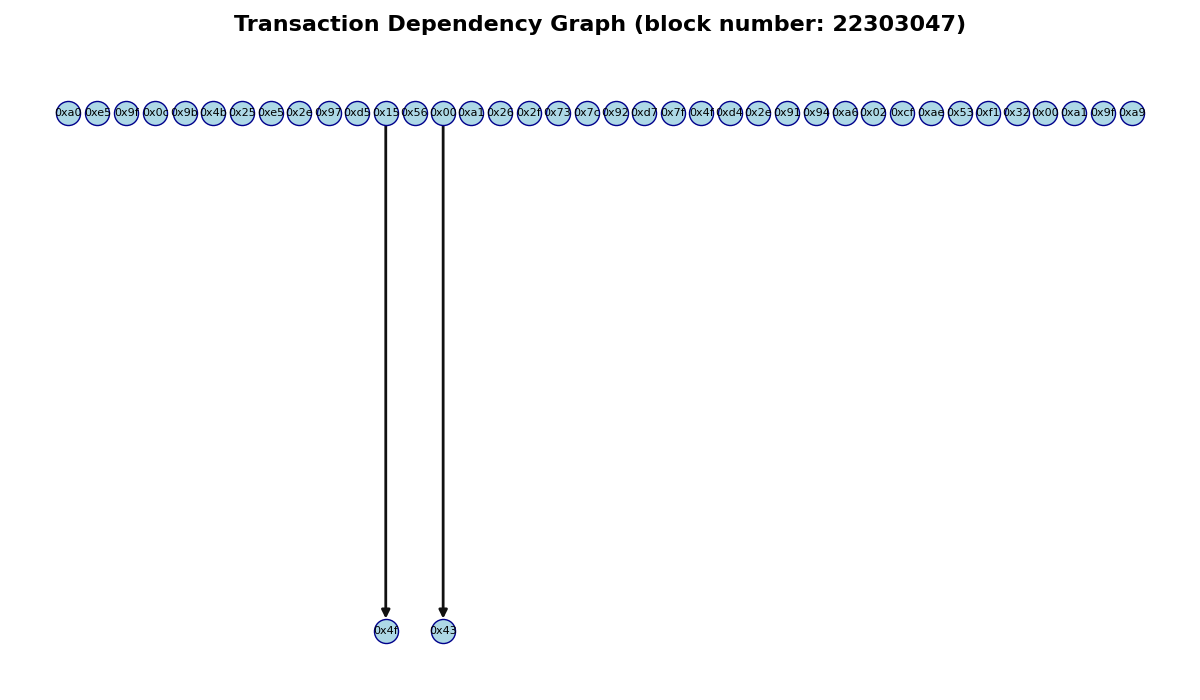 Transaction Dependency Graph (block number: 22303047)
0xa0 0xe5 0x9f 0x0c 0x9b 0x4b 0x25 0xe5 0x2e 0x97 0xd5 0x15 0x56 0x00 0xa1 0x26 0x2f 0x73 0x7c 0x92 0xd7 0x7f 0x4f 0xd4 0x2e 0x91 0x94 0xa6 0x02 0xcf 0xae 0x53 0xf1 0x32 0x00 0xa1 0x9f 0xa9
0x4f 0x43